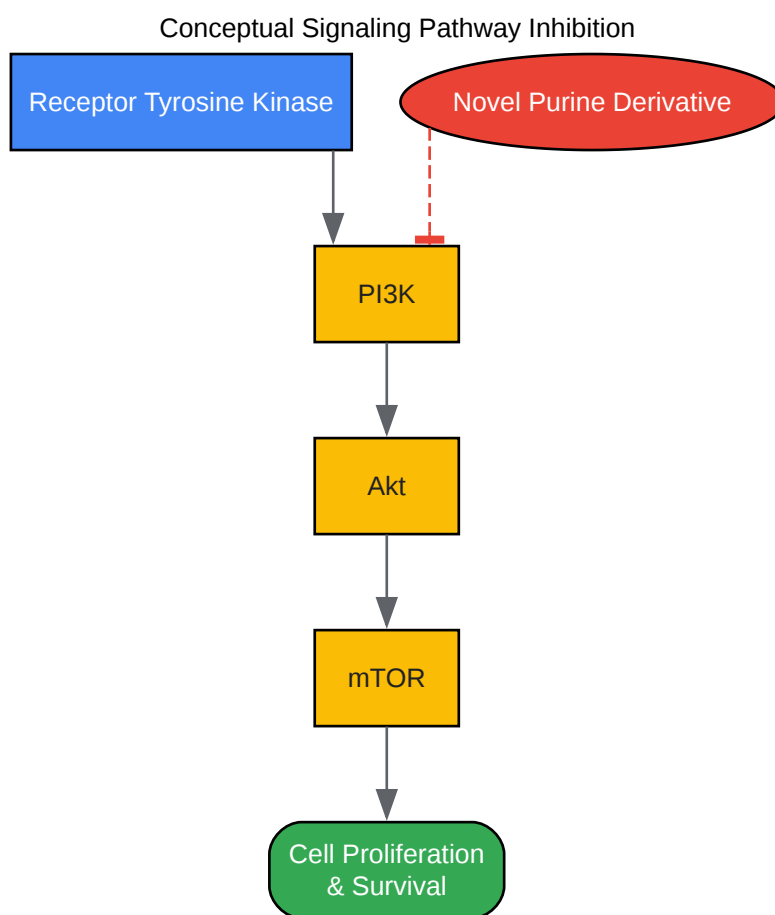 Conceptual Signaling Pathway Inhibition
Receptor Tyrosine Kinase
Novel Purine Derivative
PI3K
Akt
mTOR
Cell Proliferation
& Survival